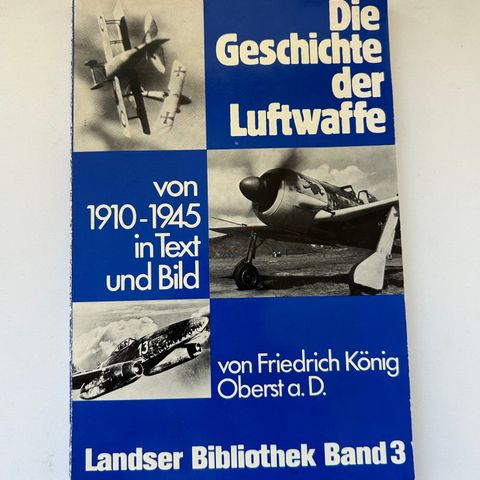 Die
Geschichte
der
Luftwaffe
von
1910-1945
in Text
und Bild
13
von Friedrich König
Oberst a. D.
Landser Bibliothek Band 3